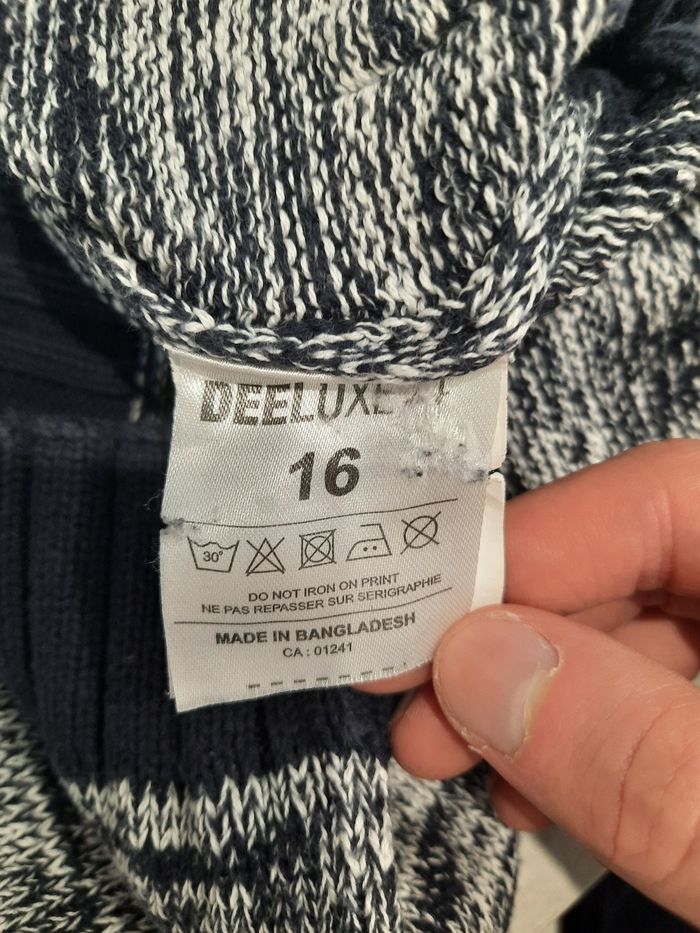 DEELUXE
16
30°
DO NOT IRON ON PRINT
NE PAS REPASSER SUR SERIGRAPHIE
MADE IN BANGLADESH
CA : 01241